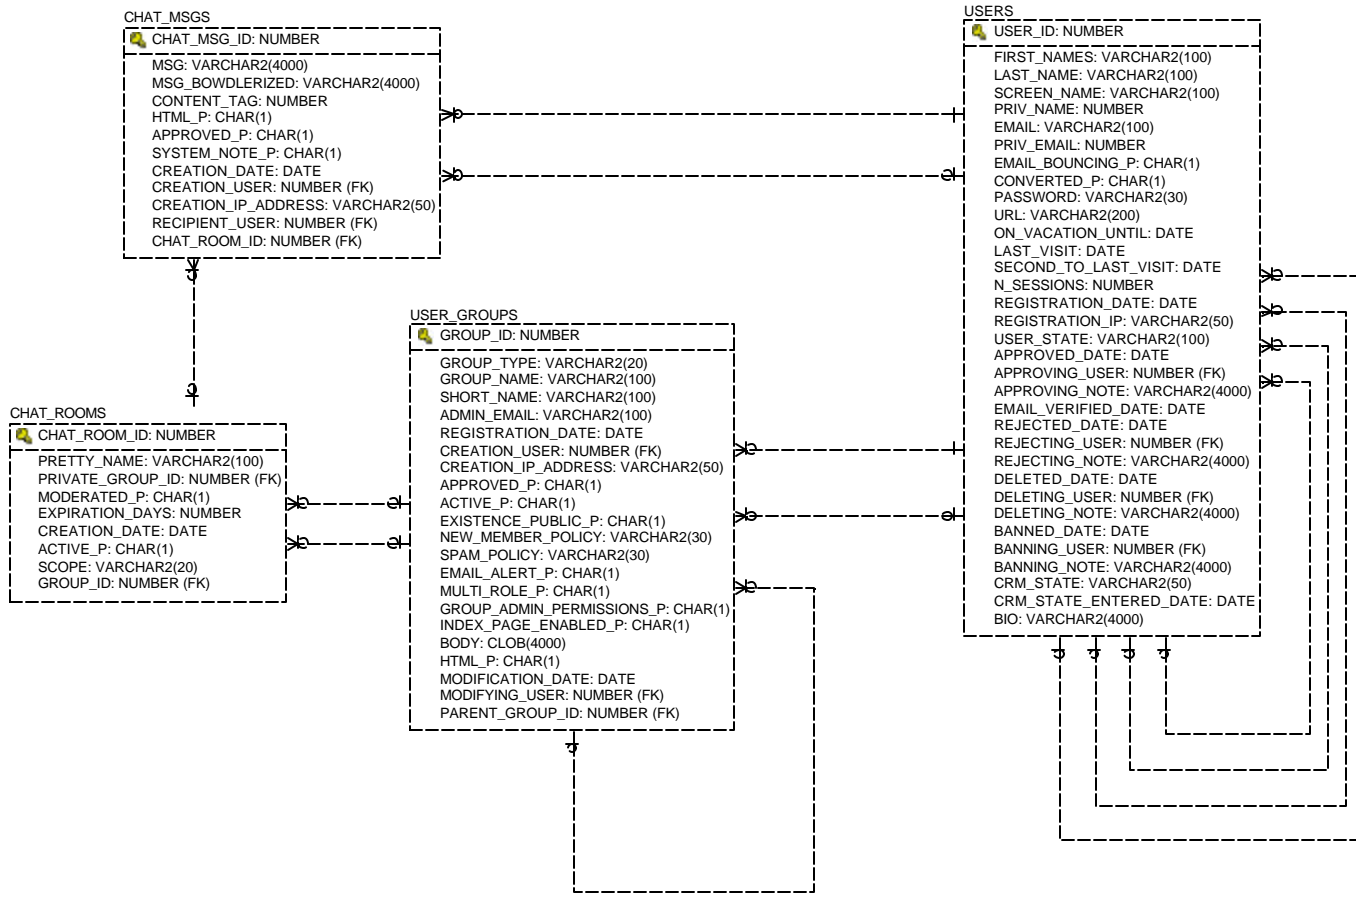 CHAT_MSGS
CHAT_MSG_ID: NUMBER
MSG: VARCHAR2(4000)
MSG_BOWDLERIZED: VARCHAR2(4000)
CONTENT_TAG: NUMBER
HTML_P: CHAR(1)
APPROVED_P: CHAR(1)
SYSTEM_NOTE_P: CHAR(1)
CREATION_DATE: DATE
CREATION_USER: NUMBER (FK)
CREATION_IP_ADDRESS: VARCHAR2(50)
RECIPIENT_USER: NUMBER (FK)
CHAT_ROOM_ID: NUMBER (FK)
CHAT_ROOMS
CHAT_ROOM_ID: NUMBER
PRETTY_NAME: VARCHAR2(100)
PRIVATE_GROUP_ID: NUMBER (FK)
MODERATED_P: CHAR(1)
EXPIRATION_DAYS: NUMBER
CREATION_DATE: DATE
ACTIVE_P: CHAR(1)
SCOPE: VARCHAR2(20)
GROUP_ID: NUMBER (FK)
USER_GROUPS
GROUP_ID: NUMBER
GROUP_TYPE: VARCHAR2(20)
GROUP_NAME: VARCHAR2(100)
SHORT_NAME: VARCHAR2(100)
ADMIN_EMAIL: VARCHAR2(100)
REGISTRATION_DATE: DATE
CREATION_USER: NUMBER (FK)
CREATION_IP_ADDRESS: VARCHAR2(50)
APPROVED_P: CHAR(1)
ACTIVE_P: CHAR(1)
EXISTENCE_PUBLIC_P: CHAR(1)
NEW_MEMBER_POLICY: VARCHAR2(30)
SPAM_POLICY: VARCHAR2(30)
EMAIL_ALERT_P: CHAR(1)
MULTI_ROLE_P: CHAR(1)
GROUP_ADMIN_PERMISSIONS_P: CHAR(1)
INDEX_PAGE_ENABLED_P: CHAR(1)
BODY: CLOB(4000)
HTML_P: CHAR(1)
MODIFICATION_DATE: DATE
MODIFYING_USER: NUMBER (FK)
PARENT_GROUP_ID: NUMBER (FK)
USERS
USER_ID: NUMBER
FIRST_NAMES: VARCHAR2(100)
LAST_NAME: VARCHAR2(100)
SCREEN_NAME: VARCHAR2(100)
PRIV_NAME: NUMBER
EMAIL: VARCHAR2(100)
PRIV_EMAIL: NUMBER
EMAIL_BOUNCING_P: CHAR(1)
CONVERTED_P: CHAR(1)
PASSWORD: VARCHAR2(30)
URL: VARCHAR2(200)
ON_VACATION_UNTIL: DATE
LAST_VISIT: DATE
SECOND_TO_LAST_VISIT: DATE
N_SESSIONS: NUMBER
REGISTRATION_DATE: DATE
REGISTRATION_IP: VARCHAR2(50)
USER_STATE: VARCHAR2(100)
APPROVED_DATE: DATE
APPROVING_USER: NUMBER (FK)
APPROVING_NOTE: VARCHAR2(4000)
EMAIL_VERIFIED_DATE: DATE
REJECTED_DATE: DATE
REJECTING_USER: NUMBER (FK)
REJECTING_NOTE: VARCHAR2(4000)
DELETED_DATE: DATE
DELETING_USER: NUMBER (FK)
DELETING_NOTE: VARCHAR2(4000)
BANNED_DATE: DATE
BANNING_USER: NUMBER (FK)
BANNING_NOTE: VARCHAR2(4000)
CRM_STATE: VARCHAR2(50)
CRM_STATE_ENTERED_DATE: DATE
BIO: VARCHAR2(4000)